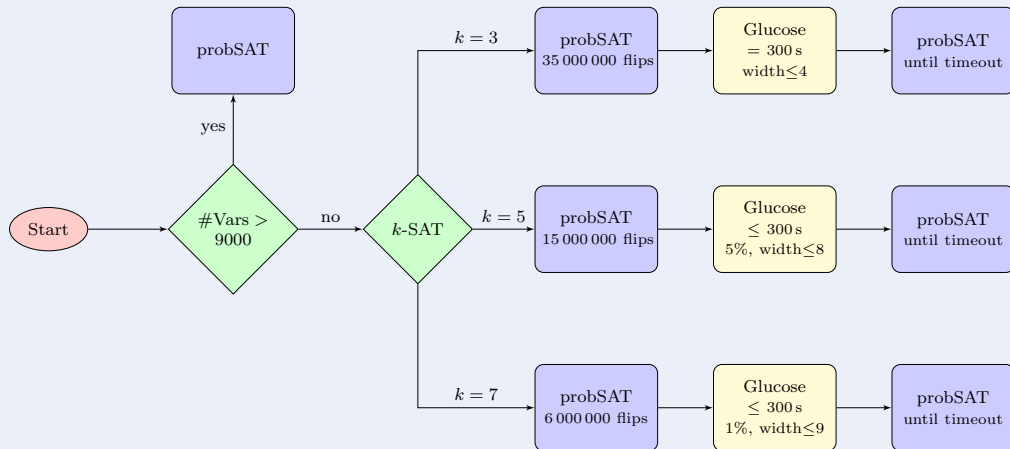 probSAT
yes
Start
#Vars >
9000
no
k-SAT
k = 3
probSAT
35 000 000 flips
Glucose
= 300 s
width≤4
probSAT
until timeout
k = 5
probSAT
15 000 000 flips
Glucose
≤ 300 s
5%, width≤8
probSAT
until timeout
k = 7
probSAT
6 000 000 flips
Glucose
≤ 300 s
1%, width≤9
probSAT
until timeout